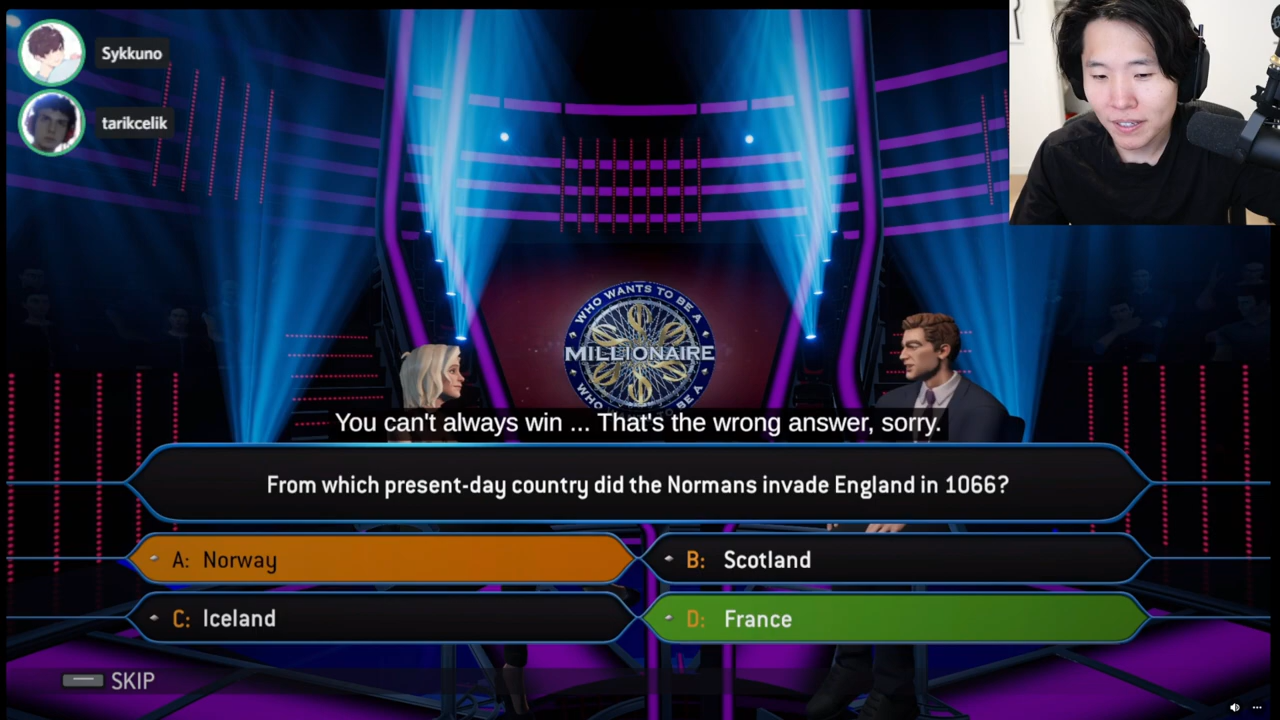 Sykkuno
tarikcelik
WHO WANTS TO BE A
MILLIONAIRE
You can't always win ... That's the wrong answer, sorry.
From which present-day country did the Normans invade England in 1066?
A: Norway
B: Scotland
C: Iceland
D: France
SKIP